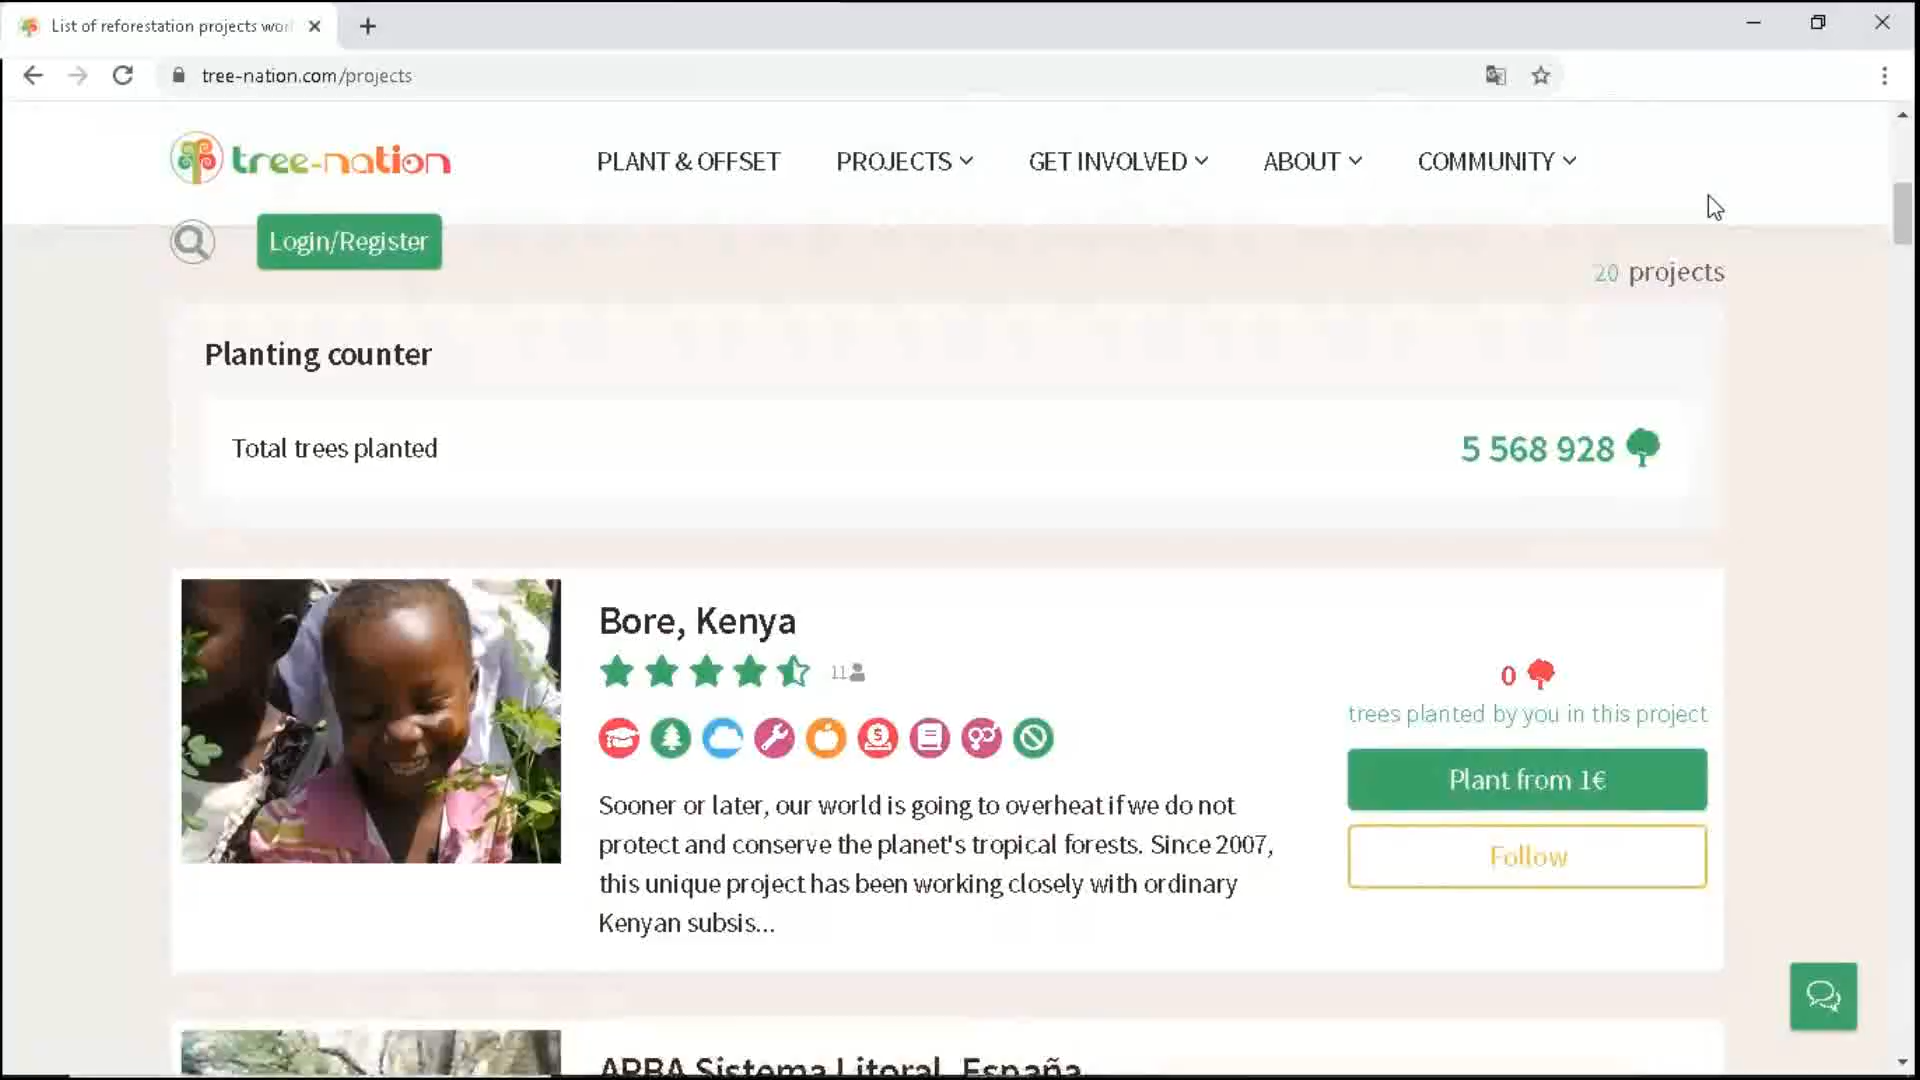 List of reforestation projects wor
tree-nation.com/projects
tree-nation
PLANT & OFFSET
PROJECTS
GET INVOLVED
ABOUT
COMMUNITY
Login/Register
20 projects
Planting counter
Total trees planted
5 568 928
Bore, Kenya
11
Sooner or later, our world is going to overheat if we do not
protect and conserve the planet's tropical forests. Since 2007,
this unique project has been working closely with ordinary
Kenyan subsis...
0
trees planted by you in this project
Plant from 1€
Follow
ARBA Sistema Litoral, España